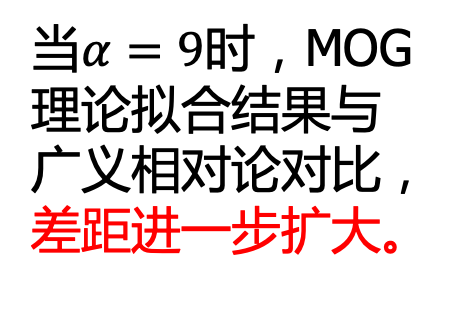 当α = 9时，MOG
理论拟合结果与
广义相对论对比，
差距进一步扩大。